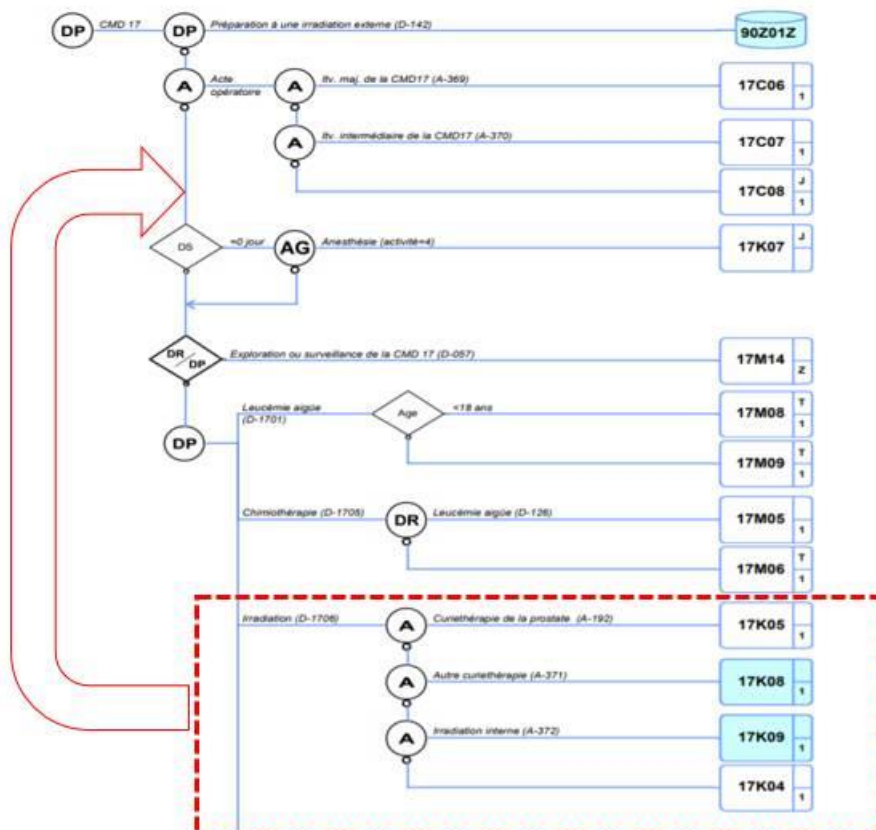 DP CMD 17 DP Préparation à une irradiation externe (D-142) 90Z01Z
A Acte opératoire A Itv. maj. de la CMD17 (A-369) 17C06 1
A Itv. intermédiaire de la CMD17 (A-370) 17C07 1
17C08 J 1
DS =0 jour AG Anesthésie (activité=4) 17K07 J
DR / DP Exploration ou surveillance de la CMD 17 (D-057) 17M14 Z
DP Leucémie aigüe (D-1701) Age <18 ans 17M08 T 1
17M09 T 1
Chimiothérapie (D-1705) DR Leucémie aigüe (D-126) 17M05 1
17M06 T 1
Irradiation (D-1706) A Curiethérapie de la prostate (A-192) 17K05 1
A Autre curiethérapie (A-371) 17K08 1
A Irradiation interne (A-372) 17K09 1
17K04 1